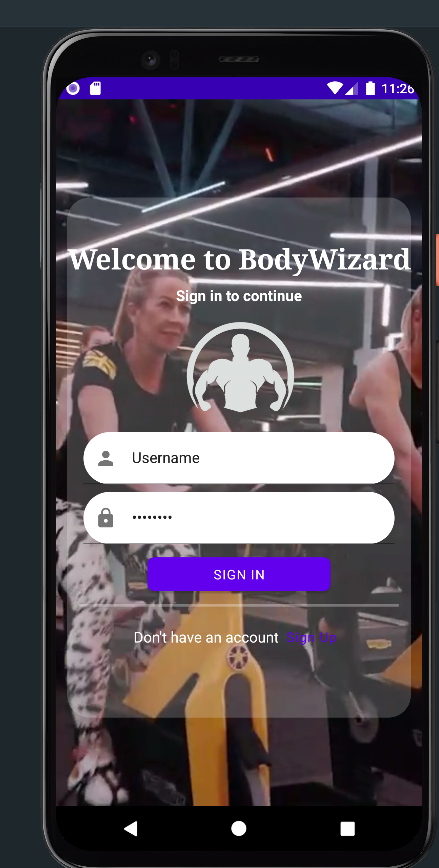 11:26
Welcome to BodyWizard
Sign in to continue
Username
••••••••
SIGN IN
Don't have an account Sign Up